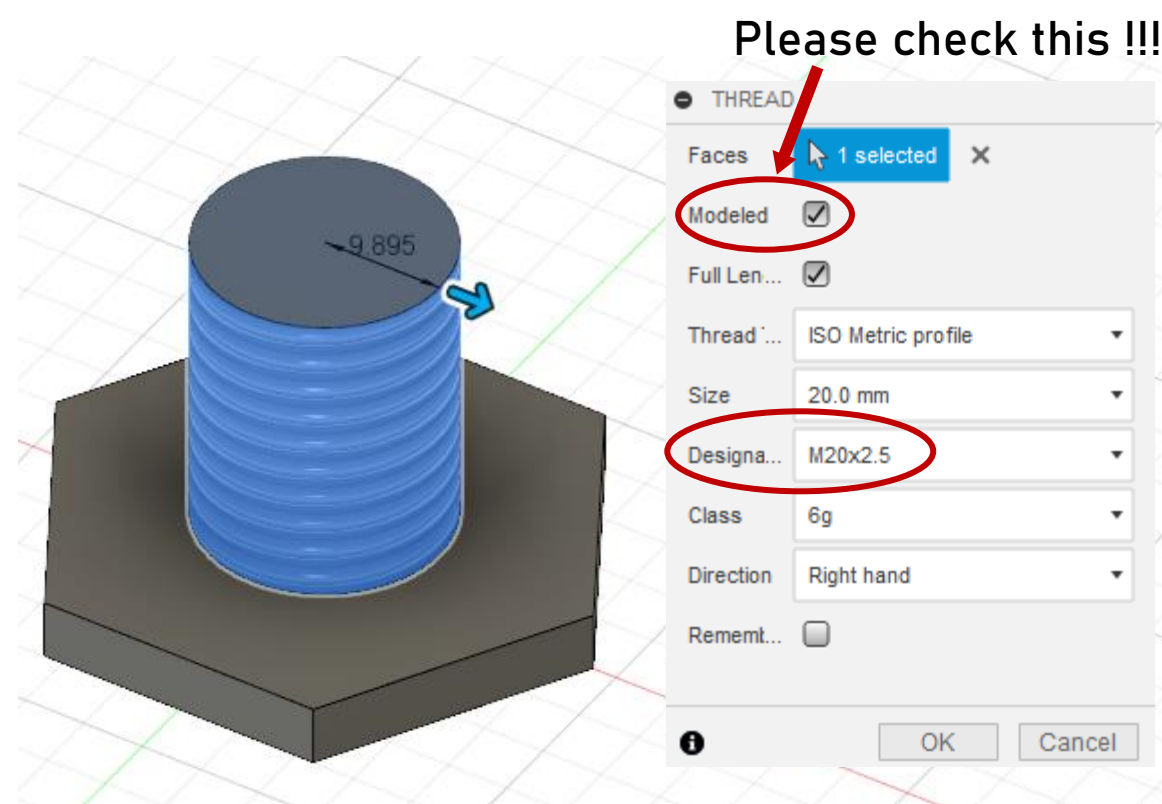 Please check this !!!
THREAD
Faces 1 selected
Modeled
Full Len...
Thread T... ISO Metric profile
Size 20.0 mm
Designa... M20x2.5
Class 6g
Direction Right hand
Rememb...
OK Cancel
9.895